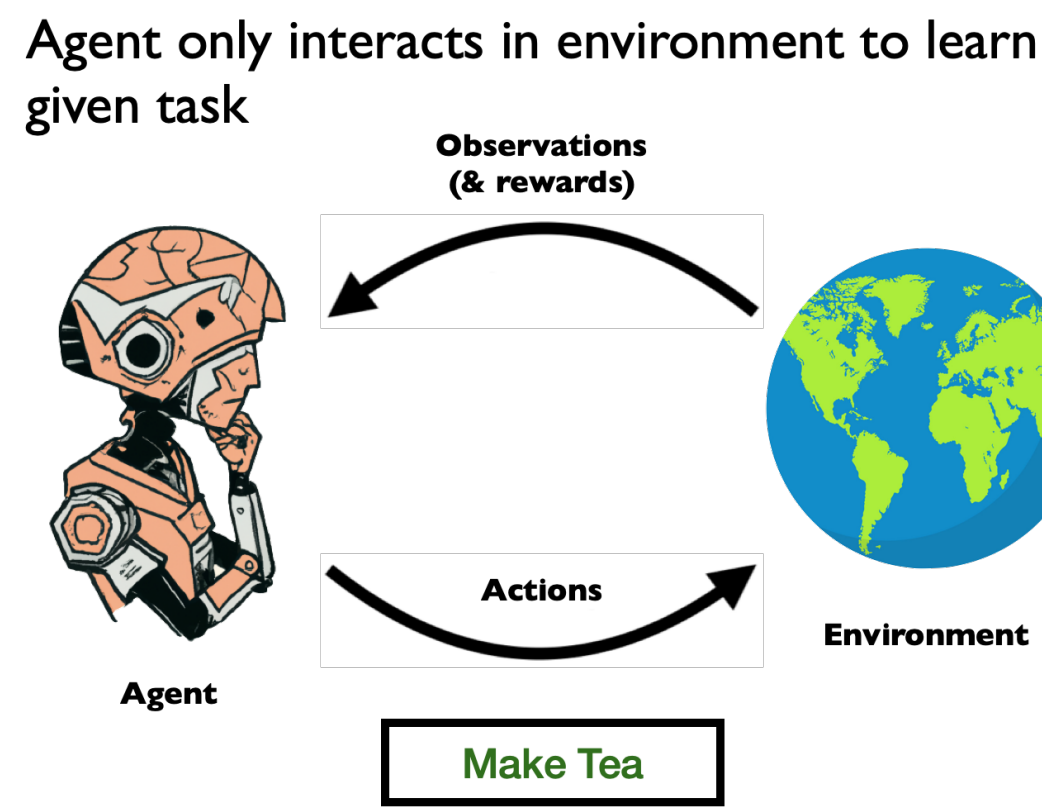 Agent only interacts in environment to learn
given task
Observations
(& rewards)
Actions
Environment
Agent
Make Tea